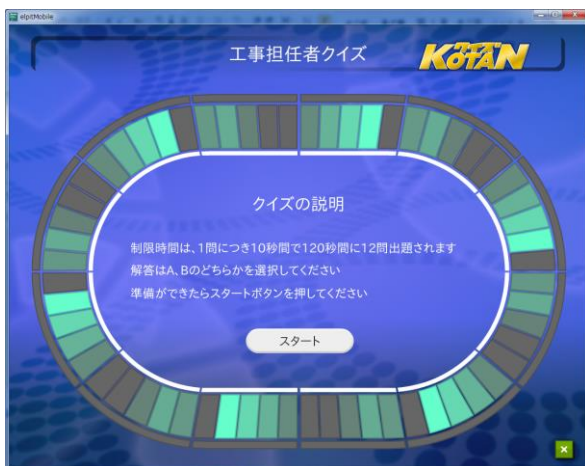 elpitMobile
工事担任者クイズ
クイズ KOTAN
クイズの説明
制限時間は、1問につき10秒間で120秒間に12問出題されます
解答はA、Bのどちらかを選択してください
準備ができたらスタートボタンを押してください
スタート